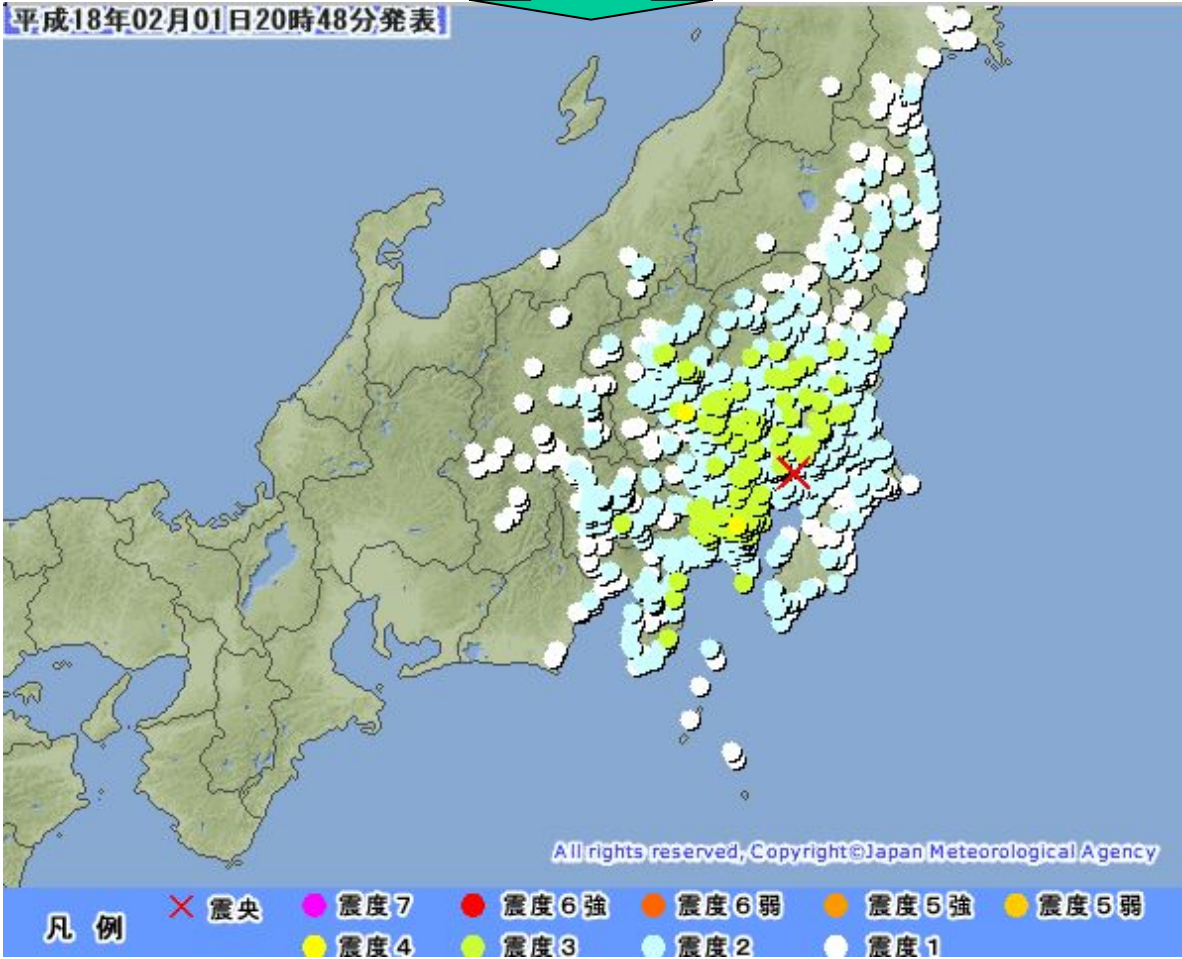 平成18年02月01日20時48分発表
All rights reserved, Copyright©Japan Meteorological Agency
凡 例
震央 震度7 震度6強 震度6弱 震度5強 震度5弱
震度4 震度3 震度2 震度1